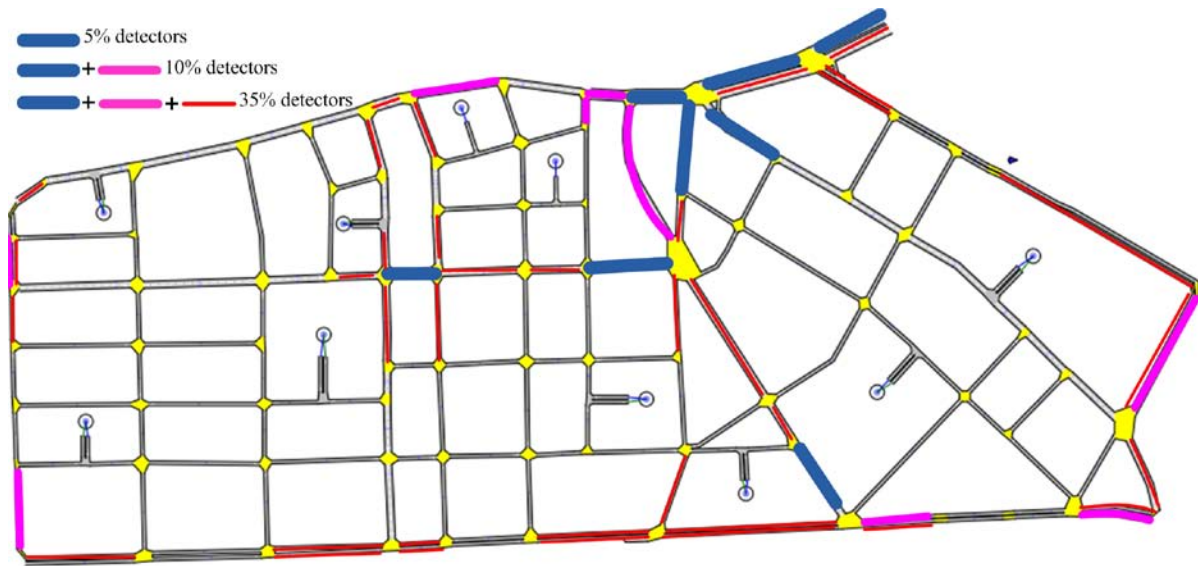 5% detectors
+ 10% detectors
+ + 35% detectors